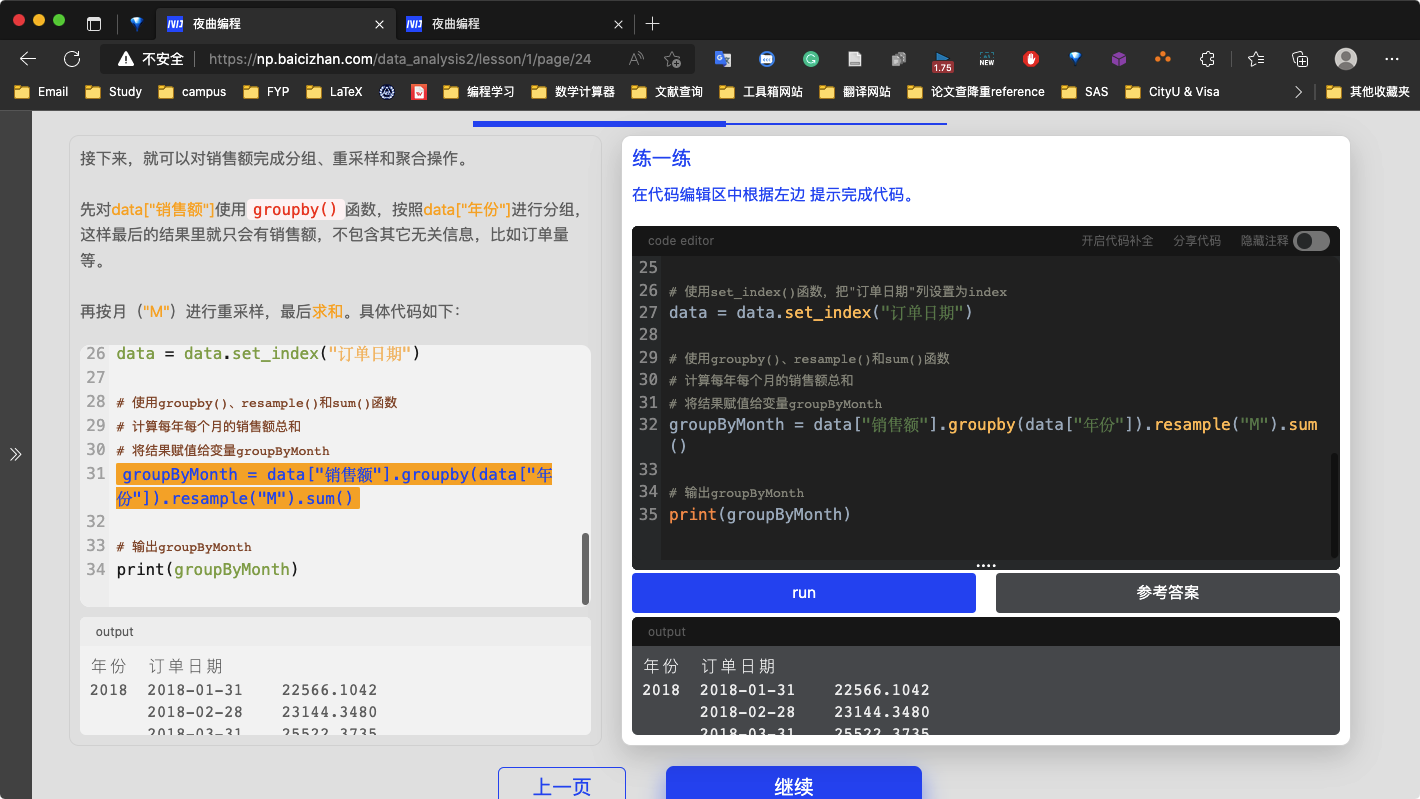 夜曲编程
夜曲编程
不安全
https://np.baicizhan.com/data_analysis2/lesson/1/page/24
1.75
NEW
Email
Study
campus
FYP
LaTeX
编程学习
数学计算器
文献查询
工具箱网站
翻译网站
论文查降重reference
SAS
CityU & Visa
其他收藏夹
接下来，就可以对销售额完成分组、重采样和聚合操作。
先对data["销售额"]使用 groupby() 函数，按照data["年份"]进行分组，
这样最后的结果里就只会有销售额，不包含其它无关信息，比如订单量
等。
再按月（"M"）进行重采样，最后求和。具体代码如下：
26 data = data.set_index("订单日期")
27
28 # 使用groupby()、resample()和sum()函数
29 # 计算每年每个月的销售额总和
30 # 将结果赋值给变量groupByMonth
31 groupByMonth = data["销售额"].groupby(data["年
份"]).resample("M").sum()
32
33 # 输出groupByMonth
34 print(groupByMonth)
output
年份 订单日期
2018 2018-01-31 22566.1042
2018-02-28 23144.3480
2018-03-31 25522.3735
上一页
练一练
在代码编辑区中根据左边 提示完成代码。
code editor
开启代码补全
分享代码
隐藏注释
25
26 # 使用set_index()函数，把"订单日期"列设置为index
27 data = data.set_index("订单日期")
28
29 # 使用groupby()、resample()和sum()函数
30 # 计算每年每个月的销售额总和
31 # 将结果赋值给变量groupByMonth
32 groupByMonth = data["销售额"].groupby(data["年份"]).resample("M").sum
()
33
34 # 输出groupByMonth
35 print(groupByMonth)
run
参考答案
output
年份 订单日期
2018 2018-01-31 22566.1042
2018-02-28 23144.3480
2018-03-31 25522.3735
继续